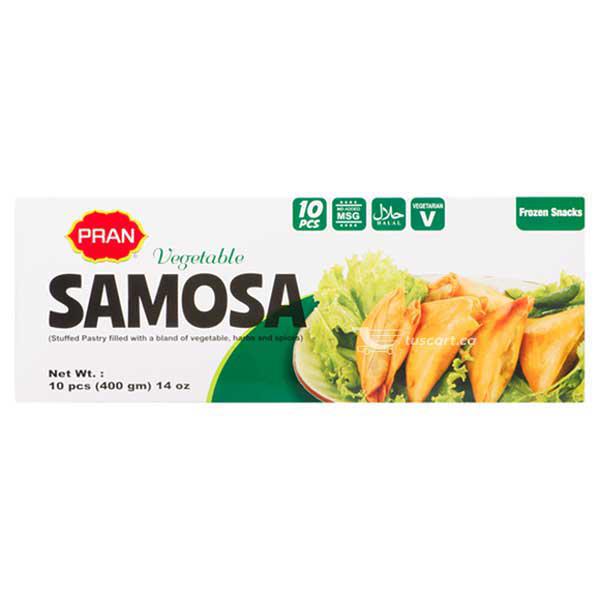 PRAN
®
Vegetable
SAMOSA
(Stuffed Pastry filled with a bland of vegetable, harbs and spices)
Net Wt. :
10 pcs (400 gm) 14 oz
10
PCS
NO ADDED
MSG
حلال
HALAL
VEGETARIAN
V
Frozen Snacks
tuscart.ca